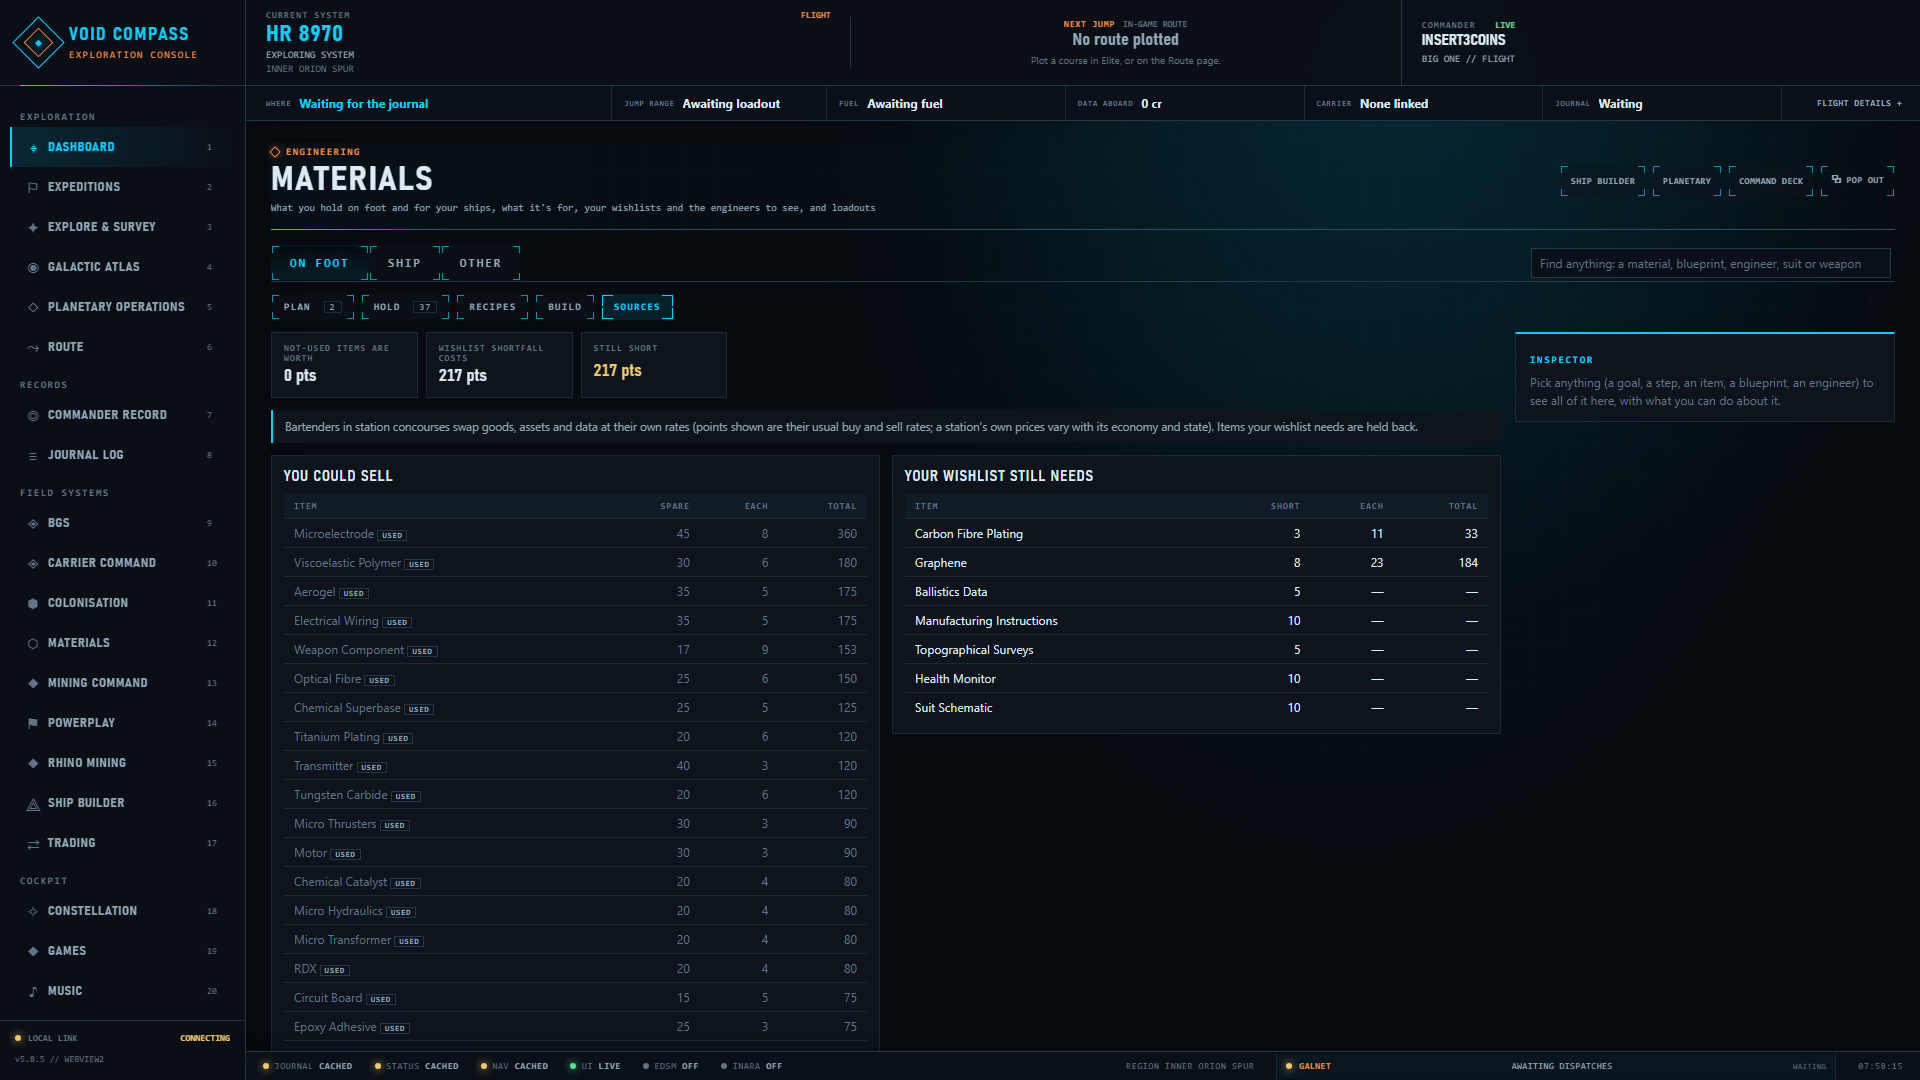 VOID COMPASS
EXPLORATION CONSOLE
CURRENT SYSTEM
HR 8970
EXPLORING SYSTEM
INNER ORION SPUR
FLIGHT
NEXT JUMP IN-GAME ROUTE
No route plotted
Plot a course in Elite, or on the Route page.
COMMANDER LIVE
INSERT3COINS
BIG ONE // FLIGHT
WHERE Waiting for the journal
JUMP RANGE Awaiting loadout
FUEL Awaiting fuel
DATA ABOARD 0 cr
CARRIER None linked
JOURNAL Waiting
FLIGHT DETAILS +
EXPLORATION
DASHBOARD 1
EXPEDITIONS 2
EXPLORE & SURVEY 3
GALACTIC ATLAS 4
PLANETARY OPERATIONS 5
ROUTE 6
RECORDS
COMMANDER RECORD 7
JOURNAL LOG 8
FIELD SYSTEMS
BGS 9
CARRIER COMMAND 10
COLONISATION 11
MATERIALS 12
MINING COMMAND 13
POWERPLAY 14
RHINO MINING 15
SHIP BUILDER 16
TRADING 17
COCKPIT
CONSTELLATION 18
GAMES 19
MUSIC 20
LOCAL LINK CONNECTING
v5.8.5 // WEBVIEW2
ENGINEERING
MATERIALS
What you hold on foot and for your ships, what it's for, your wishlists and the engineers to see, and loadouts
SHIP BUILDER
PLANETARY
COMMAND DECK
POP OUT
ON FOOT
SHIP
OTHER
Find anything: a material, blueprint, engineer, suit or weapon
PLAN 2
HOLD 37
RECIPES
BUILD
SOURCES
NOT-USED ITEMS ARE WORTH
0 pts
WISHLIST SHORTFALL COSTS
217 pts
STILL SHORT
217 pts
INSPECTOR
Pick anything (a goal, a step, an item, a blueprint, an engineer) to
see all of it here, with what you can do about it.
Bartenders in station concourses swap goods, assets and data at their own rates (points shown are their usual buy and sell rates; a station's own prices vary with its economy and state). Items your wishlist needs are held back.
YOU COULD SELL
ITEM SPARE EACH TOTAL
Microelectrode USED 45 8 360
Viscoelastic Polymer USED 30 6 180
Aerogel USED 35 5 175
Electrical Wiring USED 35 5 175
Weapon Component USED 17 9 153
Optical Fibre USED 25 6 150
Chemical Superbase USED 25 5 125
Titanium Plating USED 20 6 120
Transmitter USED 40 3 120
Tungsten Carbide USED 20 6 120
Micro Thrusters USED 30 3 90
Motor USED 30 3 90
Chemical Catalyst USED 20 4 80
Micro Hydraulics USED 20 4 80
Micro Transformer USED 20 4 80
RDX USED 20 4 80
Circuit Board USED 15 5 75
Epoxy Adhesive USED 25 3 75
YOUR WISHLIST STILL NEEDS
ITEM SHORT EACH TOTAL
Carbon Fibre Plating 3 11 33
Graphene 8 23 184
Ballistics Data 5 — —
Manufacturing Instructions 10 — —
Topographical Surveys 5 — —
Health Monitor 10 — —
Suit Schematic 10 — —
JOURNAL CACHED
STATUS CACHED
NAV CACHED
UI LIVE
EDSM OFF
INARA OFF
REGION INNER ORION SPUR
GALNET
AWAITING DISPATCHES
WAITING
07:58:15